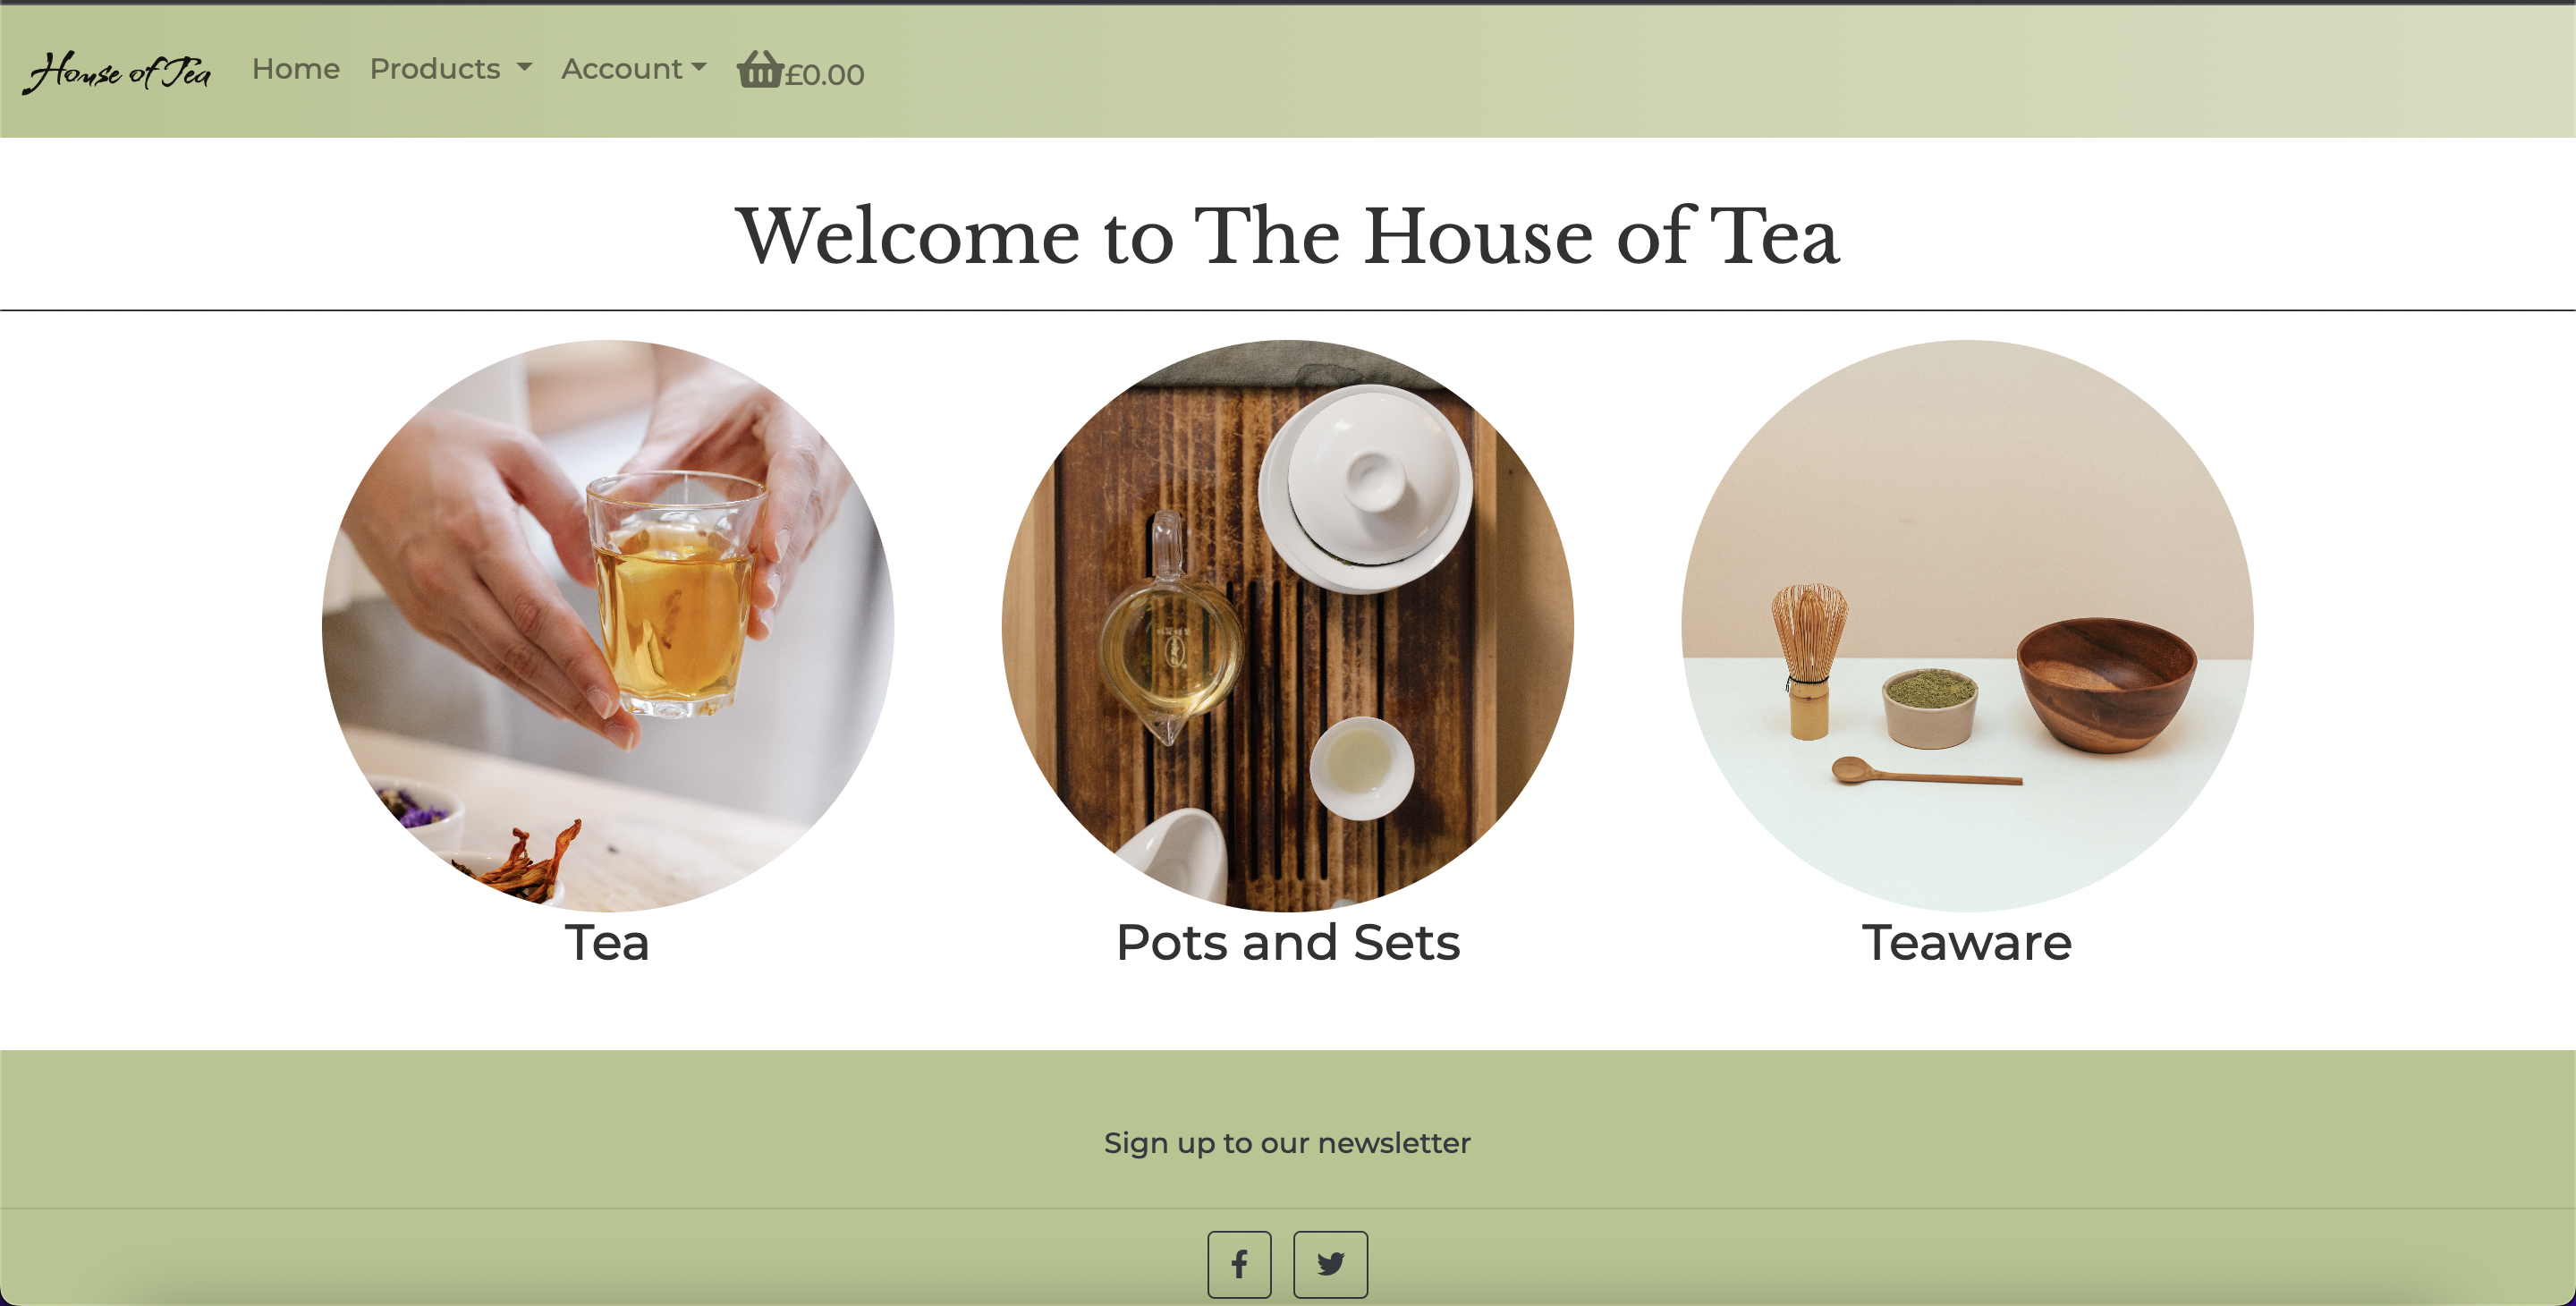 House of Tea Home Products Account £0.00
Welcome to The House of Tea
Tea Pots and Sets Teaware
Sign up to our newsletter